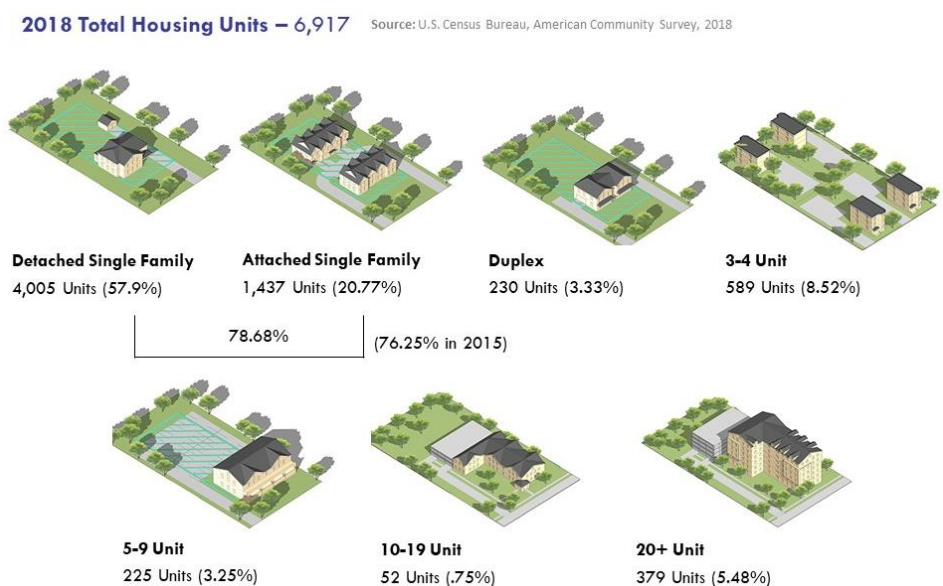 2018 Total Housing Units – 6,917 Source: U.S. Census Bureau, American Community Survey, 2018
Detached Single Family
4,005 Units (57.9%)
Attached Single Family
1,437 Units (20.77%)
Duplex
230 Units (3.33%)
3-4 Unit
589 Units (8.52%)
78.68%
(76.25% in 2015)
5-9 Unit
225 Units (3.25%)
10-19 Unit
52 Units (.75%)
20+ Unit
379 Units (5.48%)